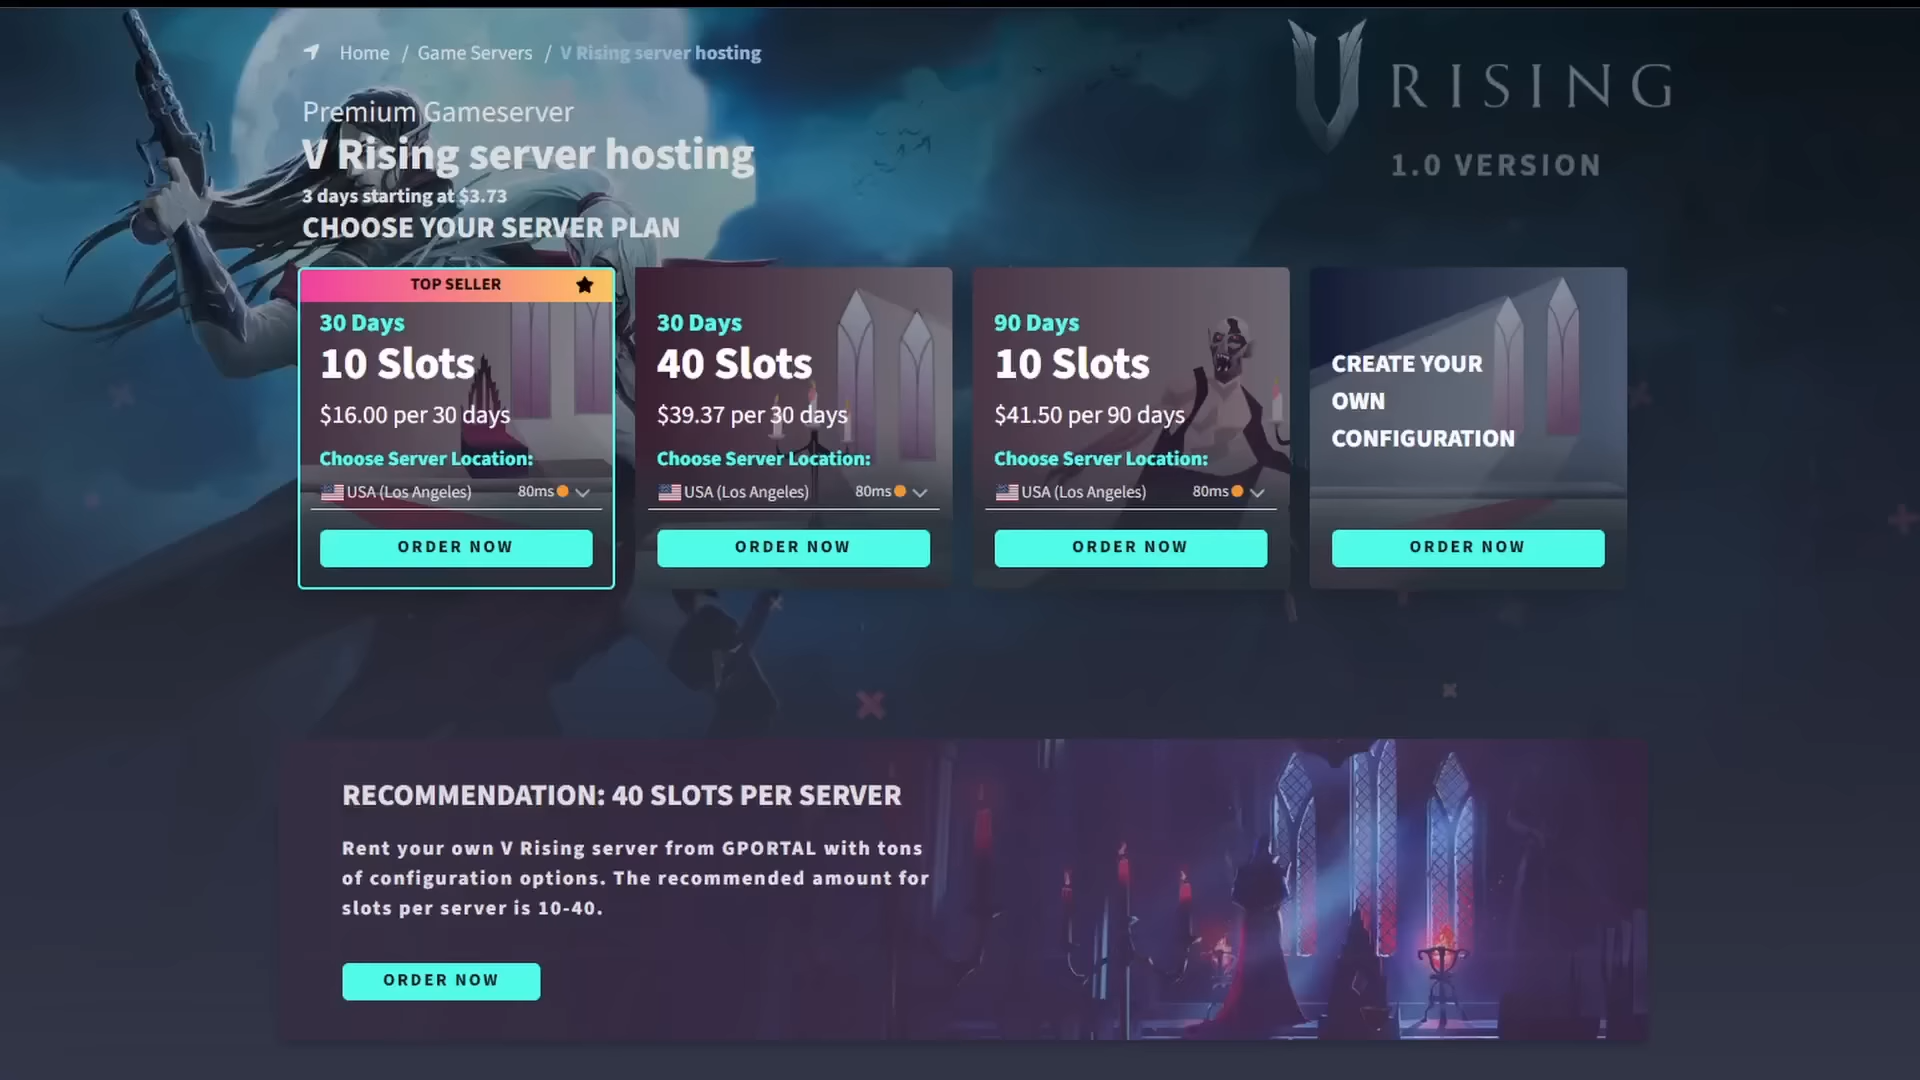 Home / Game Servers / V Rising server hosting
V RISING
1.0 VERSION
Premium Gameserver
V Rising server hosting
3 days starting at $3.73
CHOOSE YOUR SERVER PLAN
TOP SELLER
30 Days
10 Slots
$16.00 per 30 days
Choose Server Location:
USA (Los Angeles) 80ms
ORDER NOW
30 Days
40 Slots
$39.37 per 30 days
Choose Server Location:
USA (Los Angeles) 80ms
ORDER NOW
90 Days
10 Slots
$41.50 per 90 days
Choose Server Location:
USA (Los Angeles) 80ms
ORDER NOW
CREATE YOUR
OWN
CONFIGURATION
ORDER NOW
RECOMMENDATION: 40 SLOTS PER SERVER
Rent your own V Rising server from GPORTAL with tons
of configuration options. The recommended amount for
slots per server is 10-40.
ORDER NOW